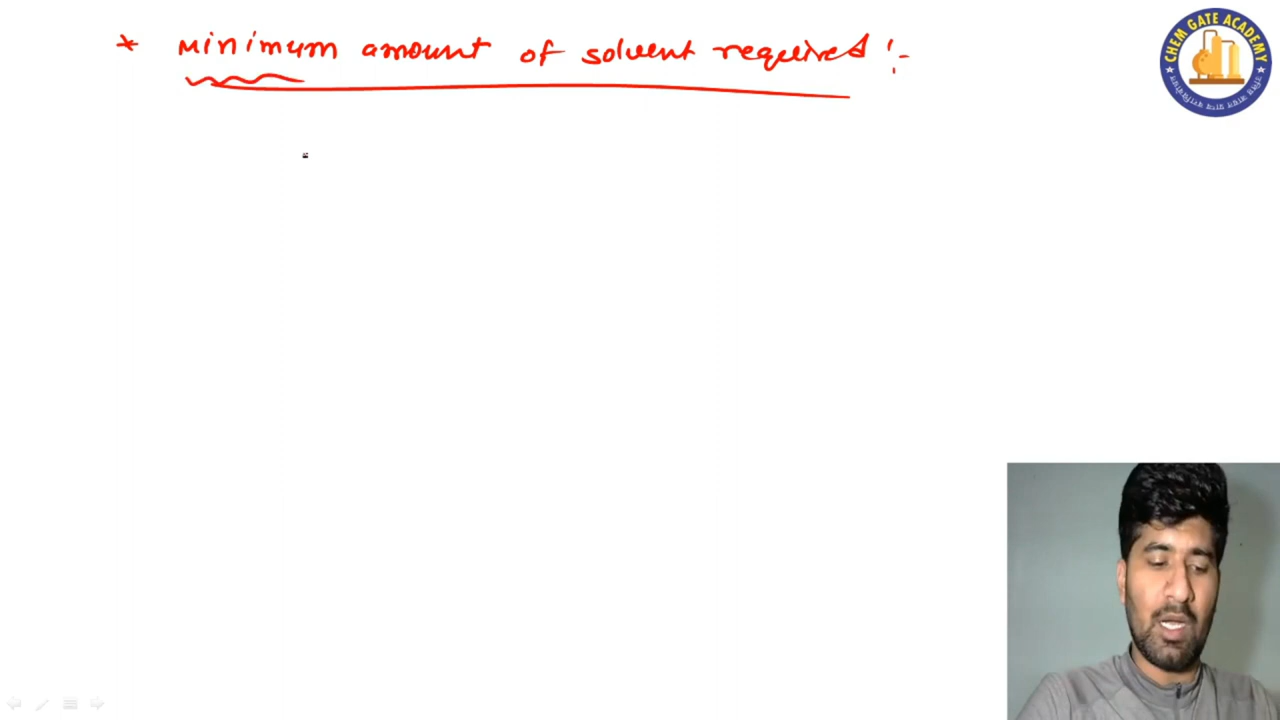 * Minimum amount of solvent required :-
CHEM GATE ACADEMY